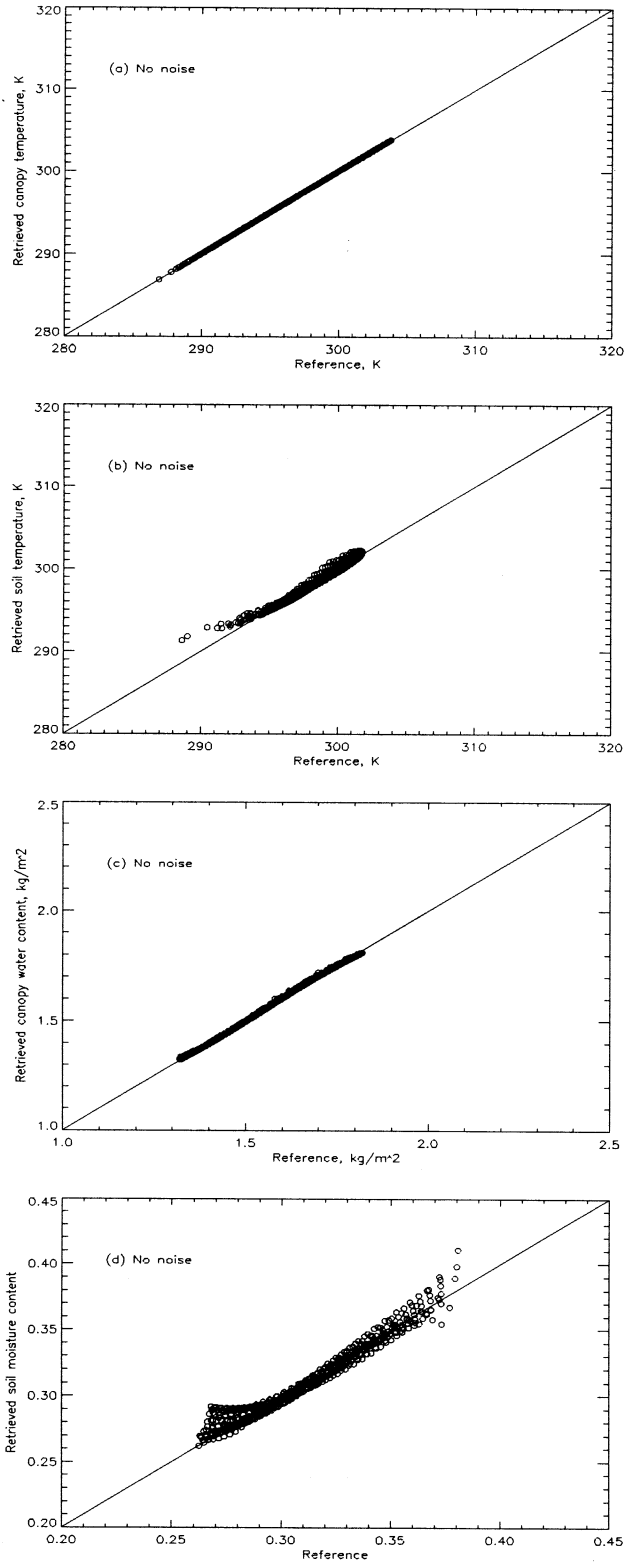 320
(a) No noise
310
Retrieved canopy temperature, K
300
290
280
280 290 300 310 320
Reference, K
320
(b) No noise
310
Retrieved soil temperature, K
300
290
280
280 290 300 310 320
Reference, K
2.5
(c) No noise
Retrieved canopy water content, kg/m^2
2.0
1.5
1.0
1.0 1.5 2.0 2.5
Reference, kg/m^2
0.45
(d) No noise
0.40
Retrieved soil moisture content
0.35
0.30
0.25
0.20
0.20 0.25 0.30 0.35 0.40 0.45
Reference